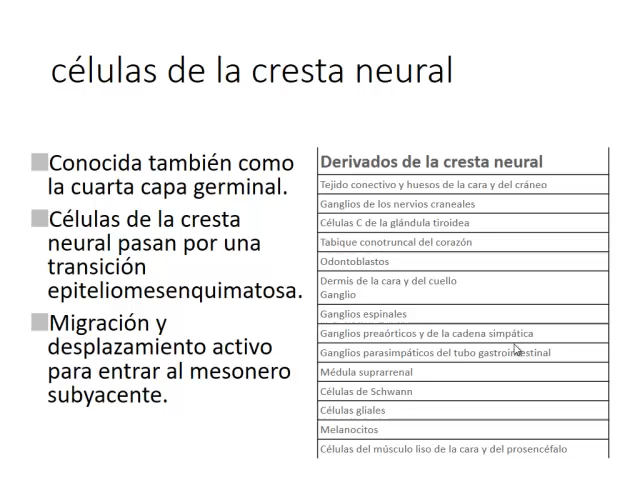 células de la cresta neural
Conocida también como
la cuarta capa germinal.
Células de la cresta
neural pasan por una
transición
epiteliomesenquimatosa.
Migración y
desplazamiento activo
para entrar al mesonero
subyacente.
Derivados de la cresta neural
Tejido conectivo y huesos de la cara y del cráneo
Ganglios de los nervios craneales
Células C de la glándula tiroidea
Tabique conotruncal del corazón
Odontoblastos
Dermis de la cara y del cuello
Ganglio
Ganglios espinales
Ganglios preaórticos y de la cadena simpática
Ganglios parasimpáticos del tubo gastrointestinal
Médula suprarrenal
Células de Schwann
Células gliales
Melanocitos
Células del músculo liso de la cara y del prosencéfalo